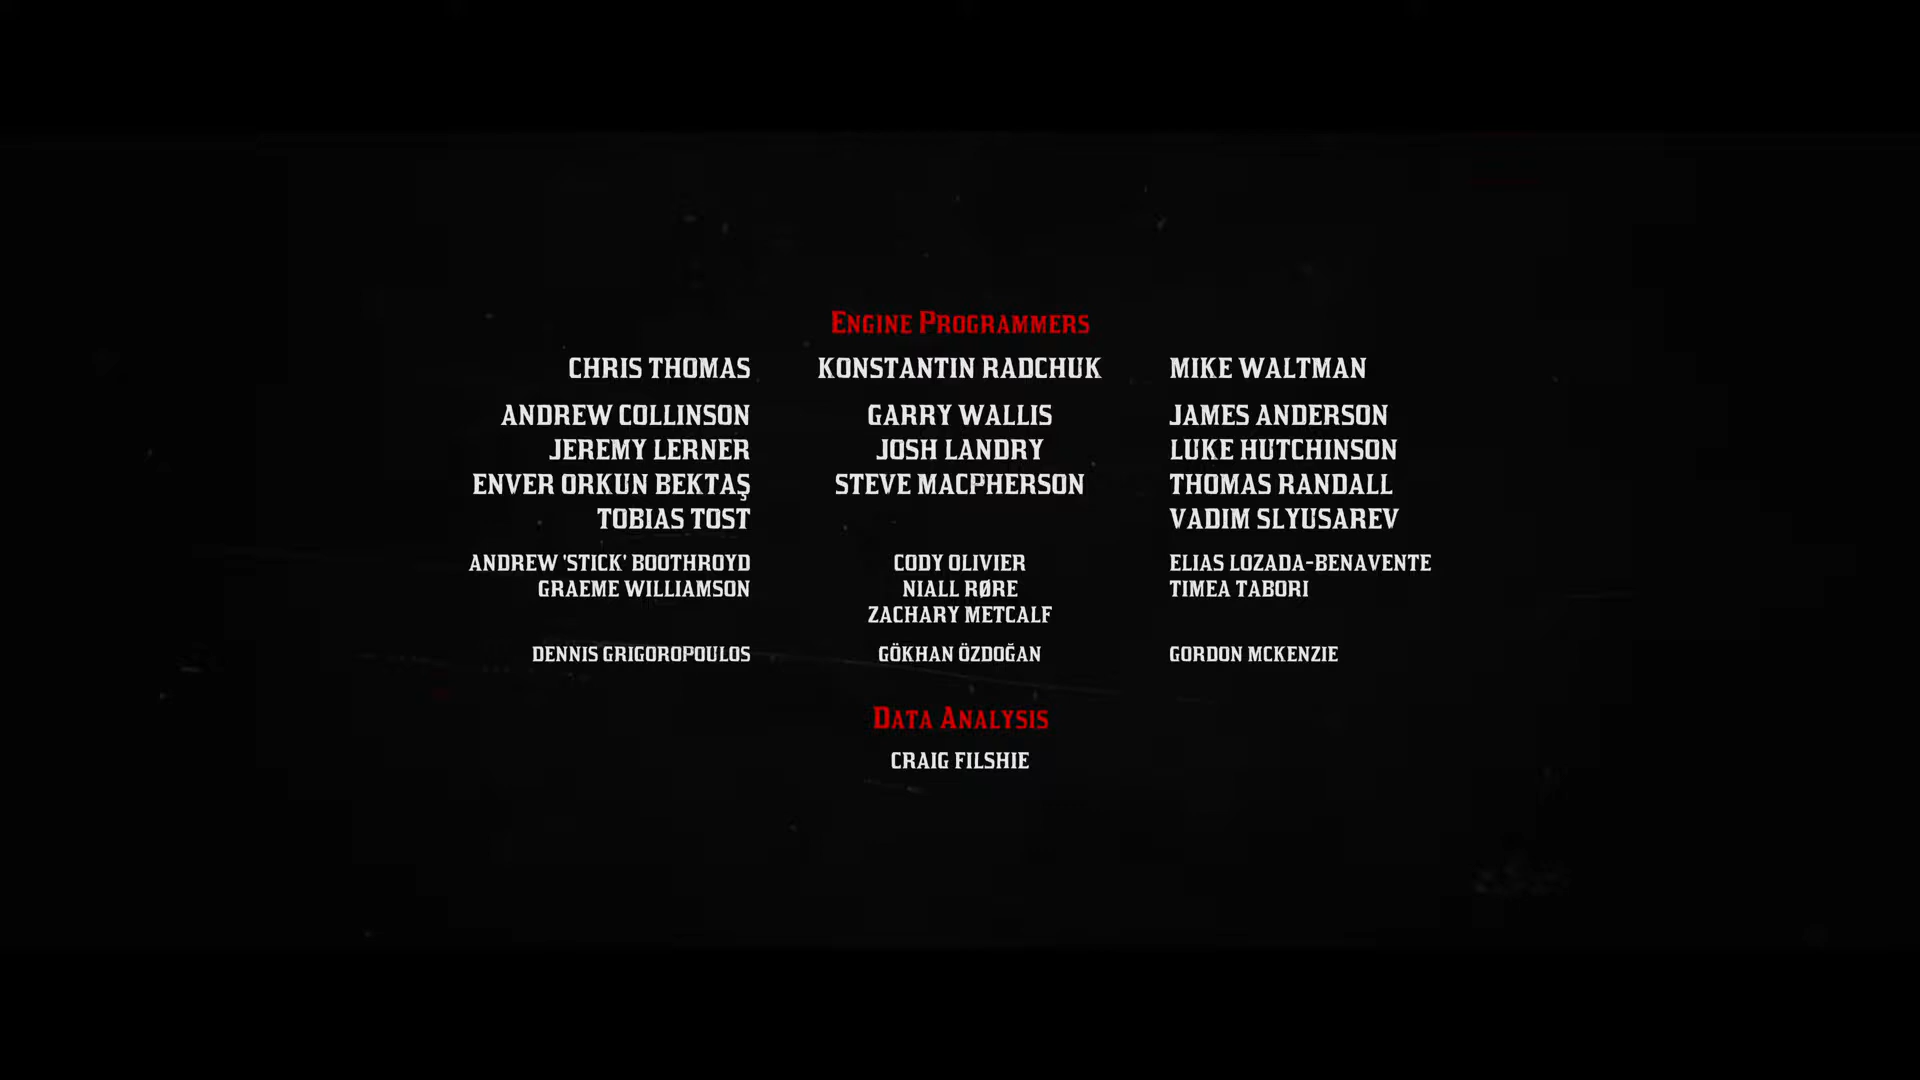 Engine Programmers
CHRIS THOMAS KONSTANTIN RADCHUK MIKE WALTMAN
ANDREW COLLINSON GARRY WALLIS JAMES ANDERSON
JEREMY LERNER JOSH LANDRY LUKE HUTCHINSON
ENVER ORKUN BEKTAŞ STEVE MACPHERSON THOMAS RANDALL
TOBIAS TOST VADIM SLYUSAREV
ANDREW 'STICK' BOOTHROYD CODY OLIVIER ELIAS LOZADA-BENAVENTE
GRAEME WILLIAMSON NIALL RØRE TIMEA TABORI
ZACHARY METCALF
DENNIS GRIGOROPOULOS GÖKHAN ÖZDOĞAN GORDON MCKENZIE
Data Analysis
CRAIG FILSHIE